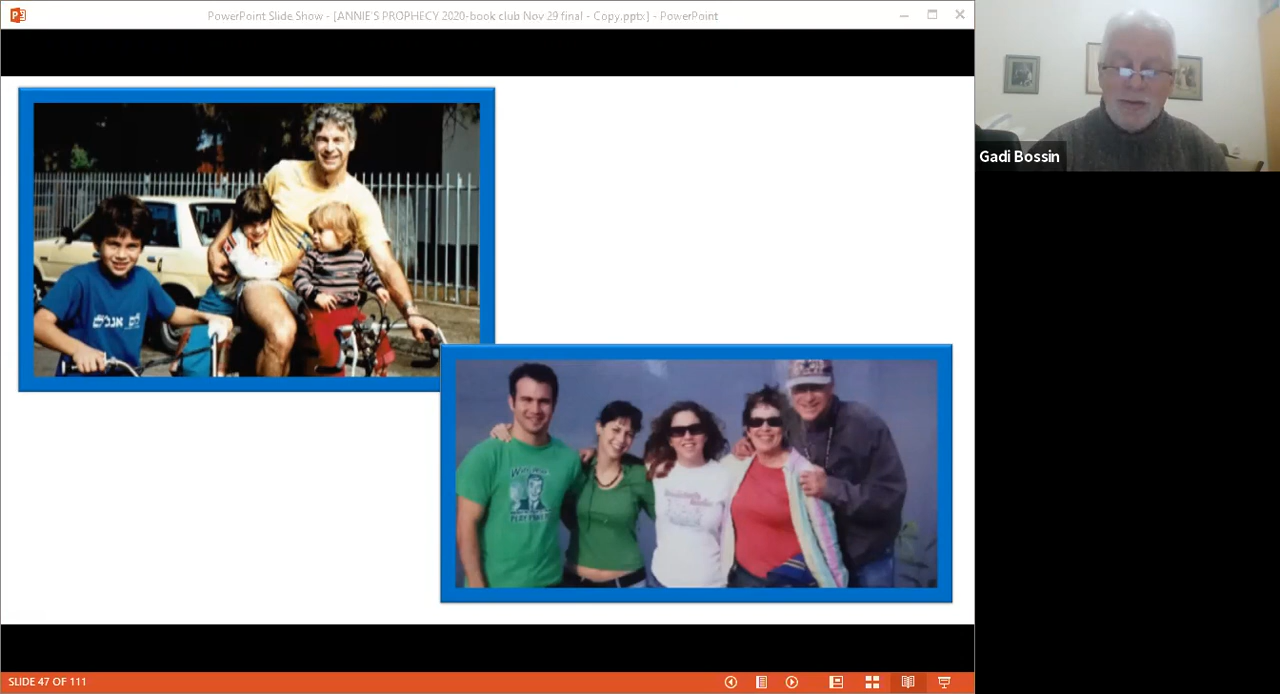 PowerPoint Slide Show - [ANNIE'S PROPHECY 2020-book club Nov 29 final - Copy.pptx] - PowerPoint
Gadi Bossin
SLIDE 47 OF 111